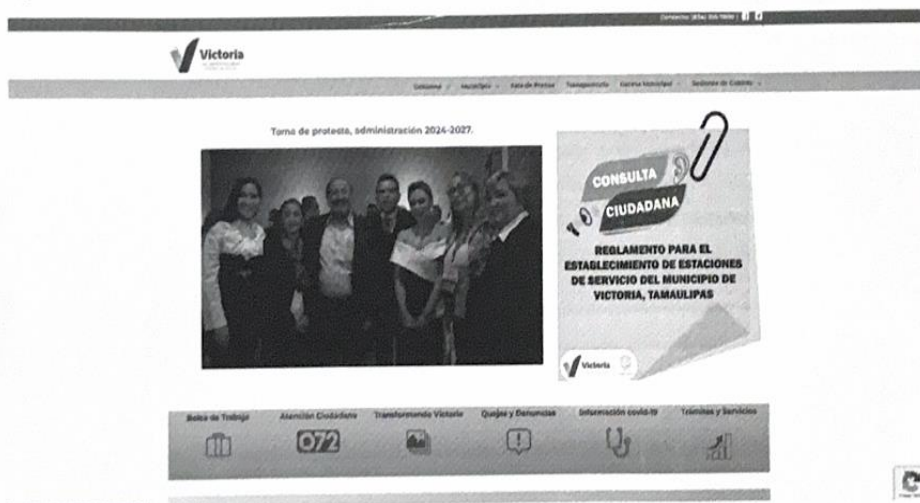 Victoria
Toma de protesta, administración 2024-2027.
CONSULTA
CIUDADANA
REGLAMENTO PARA EL
ESTABLECIMIENTO DE ESTACIONES
DE SERVICIO DEL MUNICIPIO DE
VICTORIA, TAMAULIPAS
Victoria
Bolsa de Trabajo
Atención Ciudadana
072
Transformando Victoria
Quejas y Denuncias
Información covid-19
Trámites y Servicios